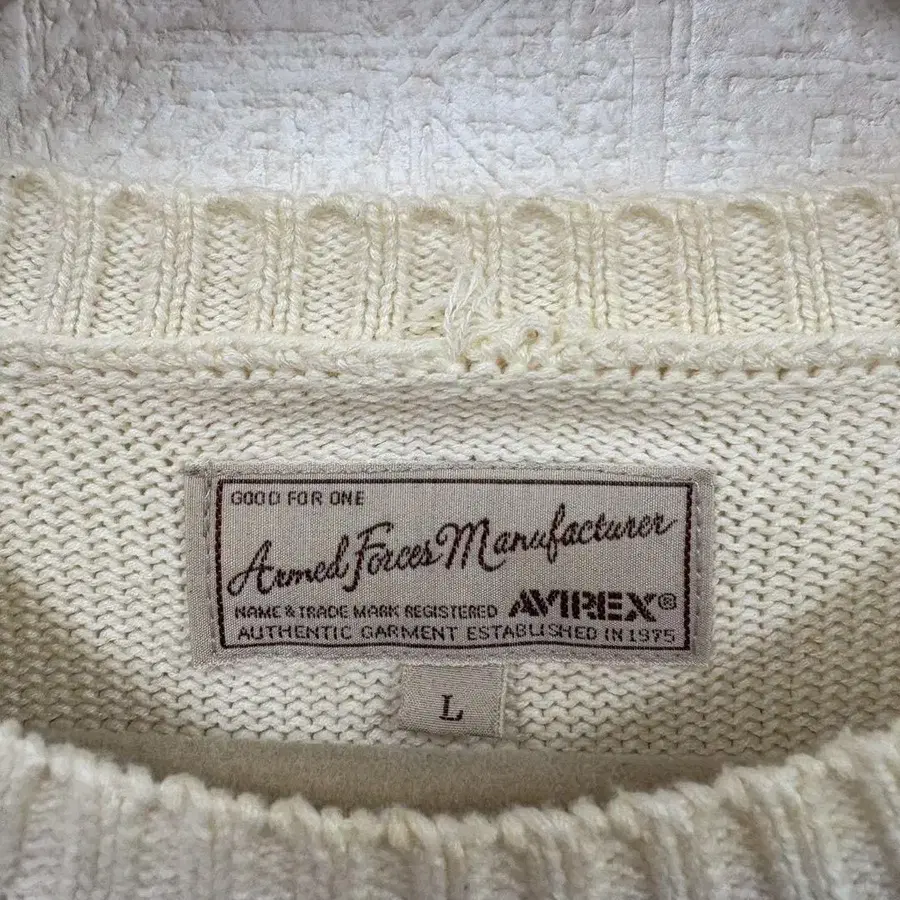 GOOD FOR ONE
Armed Forces Manufacturer
NAME & TRADE MARK REGISTERED AVIREX®
AUTHENTIC GARMENT ESTABLISHED IN 1975
L